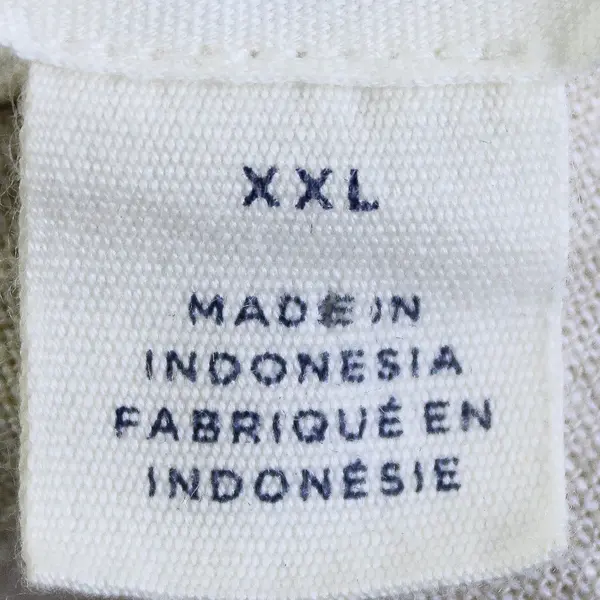 XXL
MADE IN
INDONESIA
FABRIQUÉ EN
INDONÉSIE